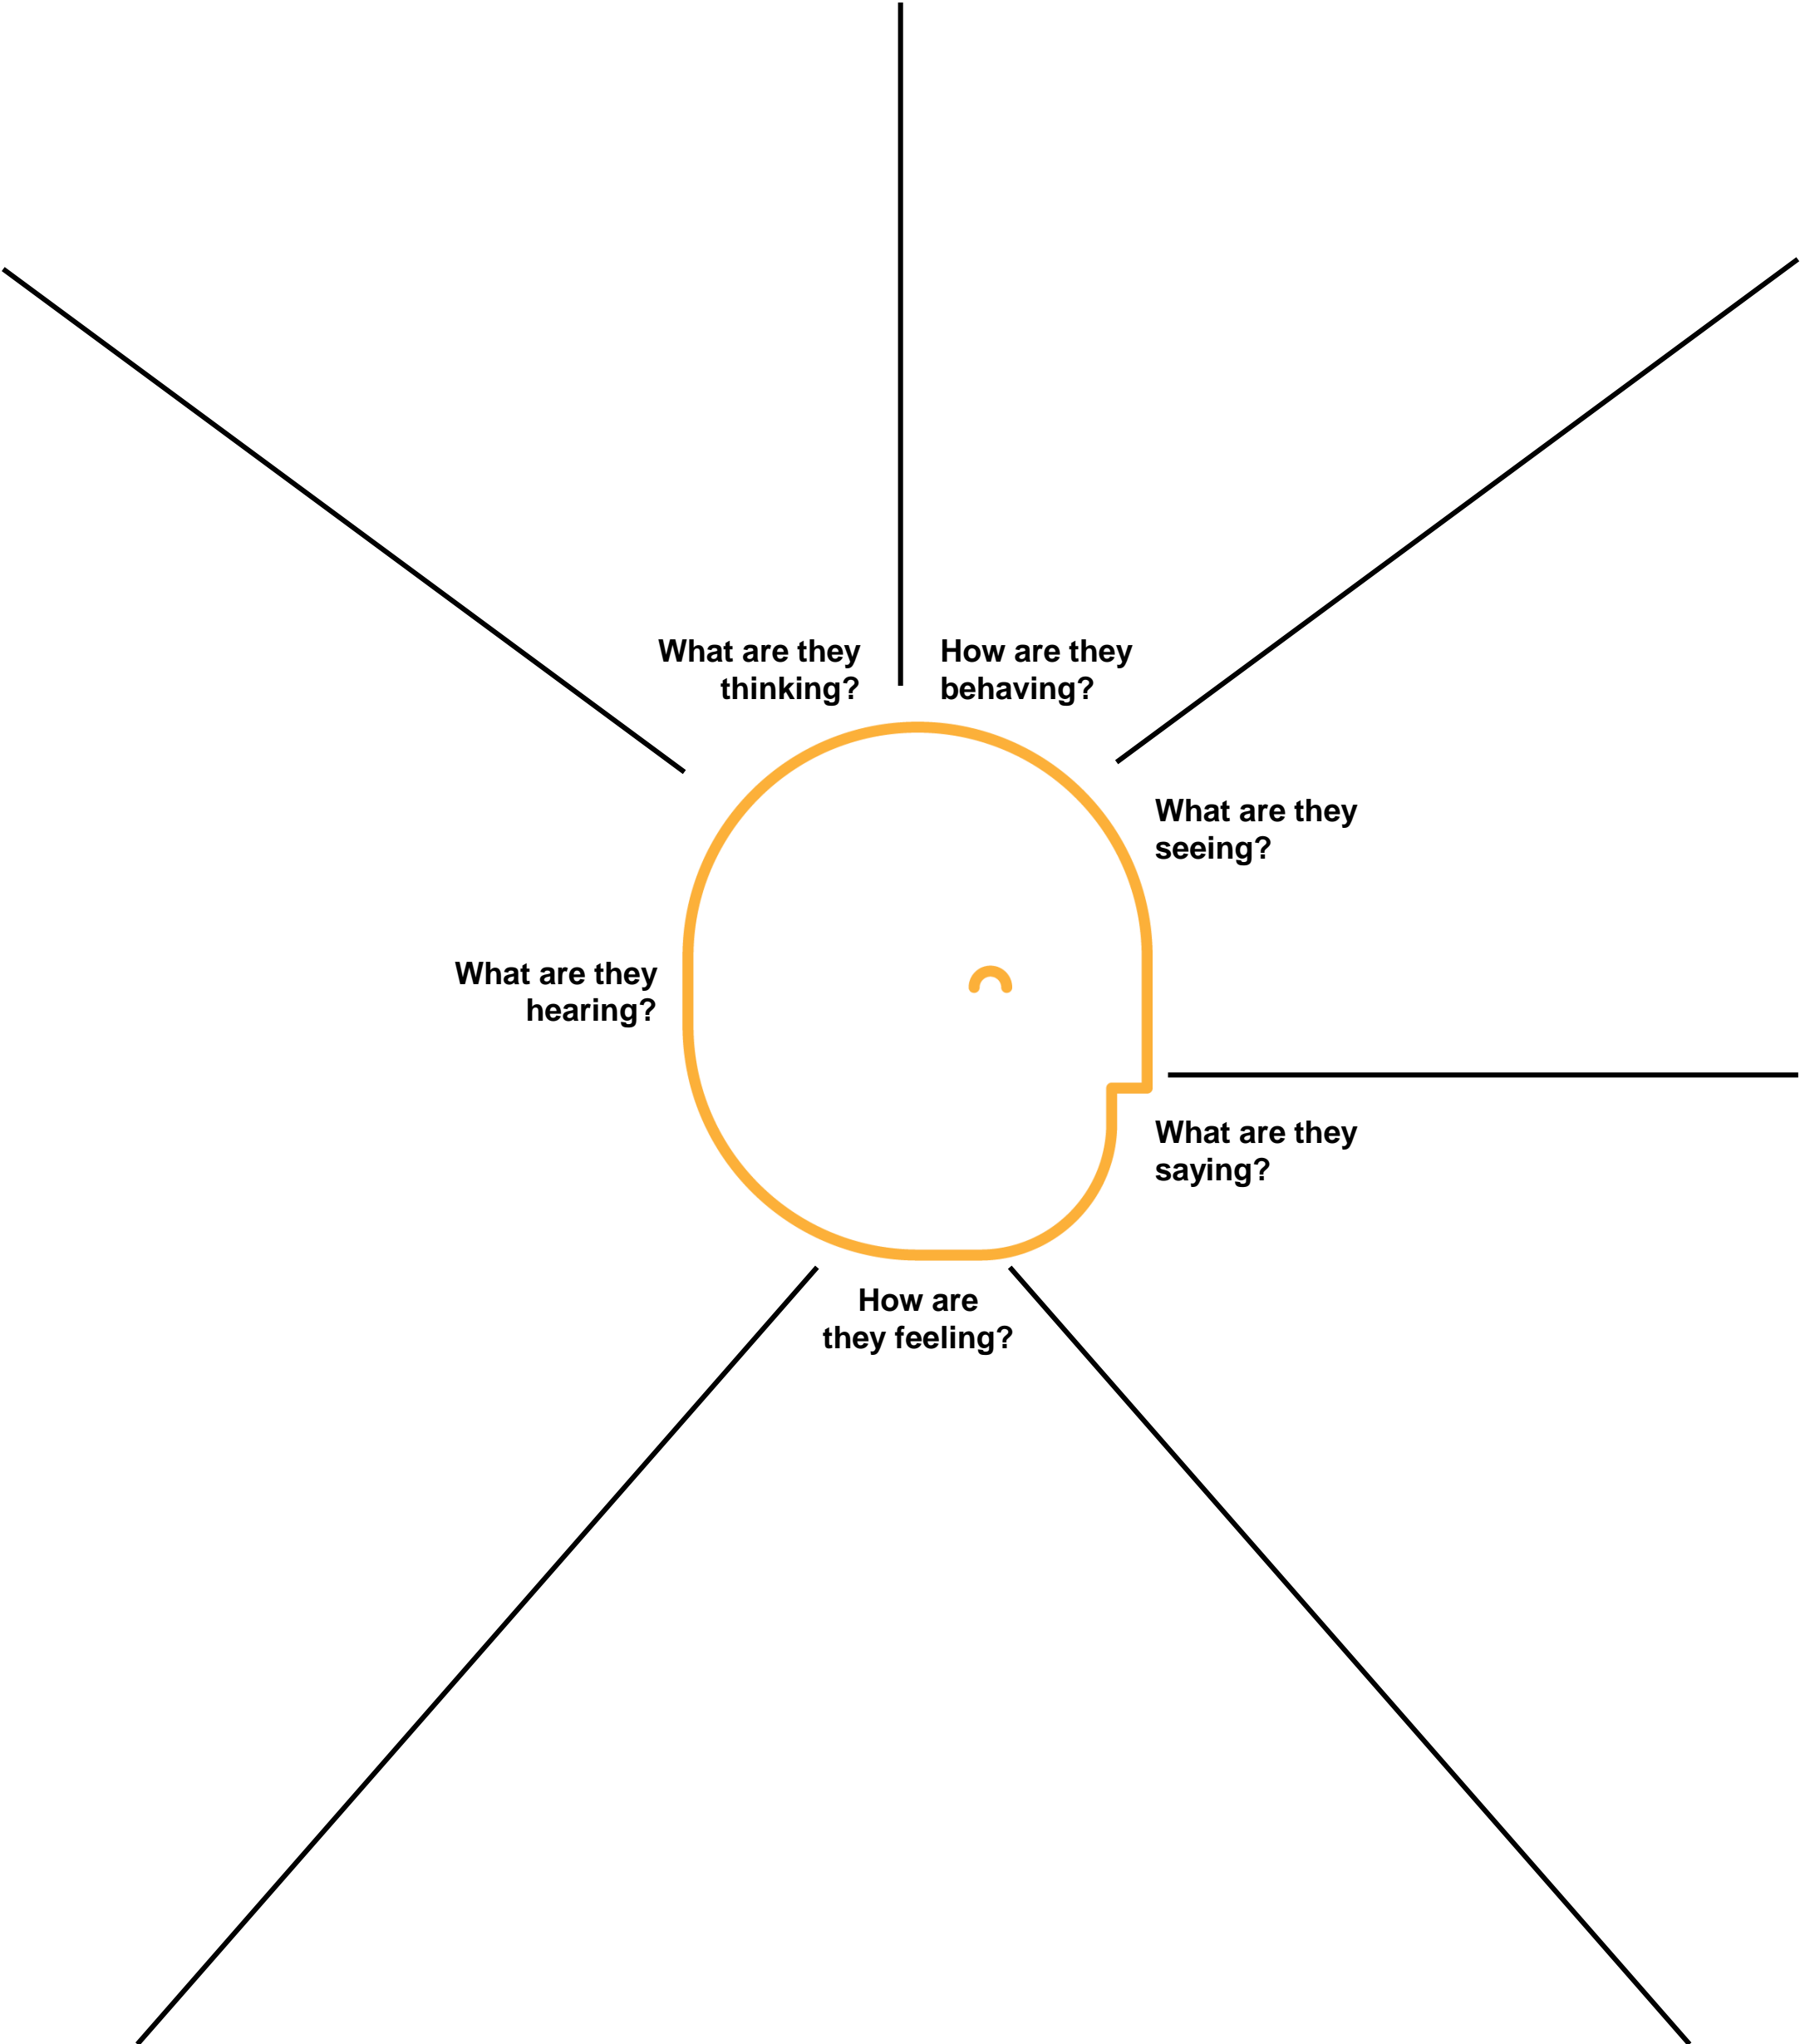 What are they
thinking?
How are they
behaving?
What are they
seeing?
What are they
hearing?
What are they
saying?
How are
they feeling?